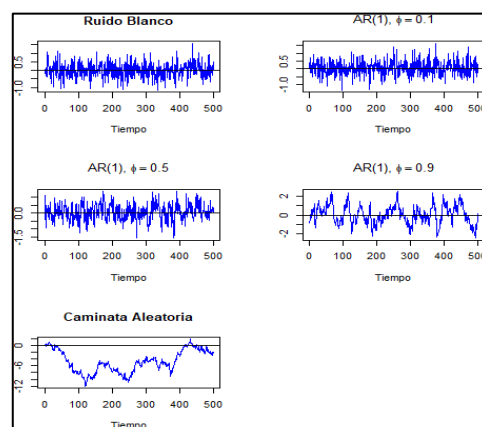 Ruido Blanco
0.5
-1.0
0 100 200 300 400 500
Tiempo
AR(1), ϕ = 0.1
0.5
-1.0
0 100 200 300 400 500
Tiempo
AR(1), ϕ = 0.5
0.0
-1.5
0 100 200 300 400 500
Tiempo
AR(1), ϕ = 0.9
2
0
-2
0 100 200 300 400 500
Tiempo
Caminata Aleatoria
0
-6
-12
0 100 200 300 400 500
Tiempo